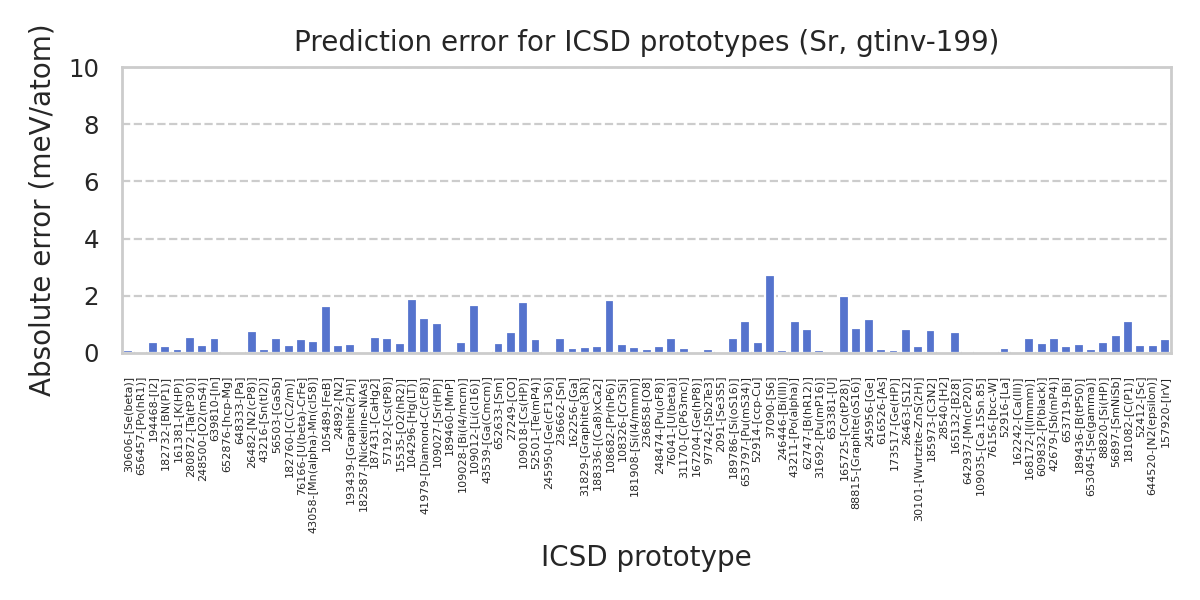 Prediction error for ICSD prototypes (Sr, gtinv-199)
Absolute error (meV/atom)
10
8
6
4
2
0
30606-[Se(beta)]
656457-[Po(hR1)]
194468-[I2]
182732-[BN(P1)]
161381-[K(HP)]
280872-[Ta(tP30)]
248500-[O2(mS4)]
639810-[In]
652876-[hcp-Mg]
648333-[Pa]
26482-[N2(cP8)]
43216-[Sn(tI2)]
56503-[GaSb]
182760-[C(C2/m)]
76166-[U(beta)-CrFe]
43058-[Mn(alpha)-Mn(cI58)]
1054899-[FeB]
24892-[N2]
193439-[Graphite(2H)]
182587-[Nickeline-NiAs]
187431-[CaHg2]
57192-[Cs(tP8)]
15535-[O2(hR2)]
104296-[Hg(LT)]
41979-[Diamond-C(cF8)]
109027-[Sr(HP)]
189460-[MnP]
109028-[Bi(I4/mcm)]
109012-[Li(cI16)]
43539-[Ga(Cmcm)]
652633-[Sm]
27249-[CO]
109018-[Cs(HP)]
52501-[Te(mP4)]
245950-[Ge(cF136)]
236662-[Sn]
162256-[Ga]
31829-[Graphite(3R)]
188336-[(Ca8)xCa2]
108682-[Pr(hP6)]
108326-[Cr3Si]
181908-[Si(I4/mmm)]
236858-[O8]
248474-[Pu(oF8)]
76041-[U(beta)]
31170-[C(P63mc)]
167204-[Ge(hP8)]
97742-[Sb2Te3]
2091-[Se3S5]
189786-[Si(oS16)]
653797-[Pu(mS34)]
52914-[ccp-Cu]
37090-[S6]
246446-[Bi(III)]
43211-[Po(alpha)]
62747-[B(hR12)]
31692-[Pu(mP16)]
653381-[U]
165725-[Co(tP28)]
88815-[Graphite(oS16)]
245956-[Ge]
616526-[As]
173517-[Ge(HP)]
264663-[S12]
30101-[Wurtzite-ZnS(2H)]
185973-[C3N2]
28540-[H2]
165132-[B28]
642937-[Mn(cP20)]
109035-[Ca.15Sn.85]
76156-[bcc-W]
52916-[La]
162242-[Ca(III)]
168172-[I(Immm)]
609832-[P(black)]
42679-[Sb(mP4)]
653719-[Bi]
189436-[B(tP50)]
653045-[Se(gamma)]
88820-[Si(HP)]
56897-[SmNiSb]
181082-[C(P1)]
52412-[Sc]
644520-[N2(epsilon)]
157920-[IrV]
ICSD prototype